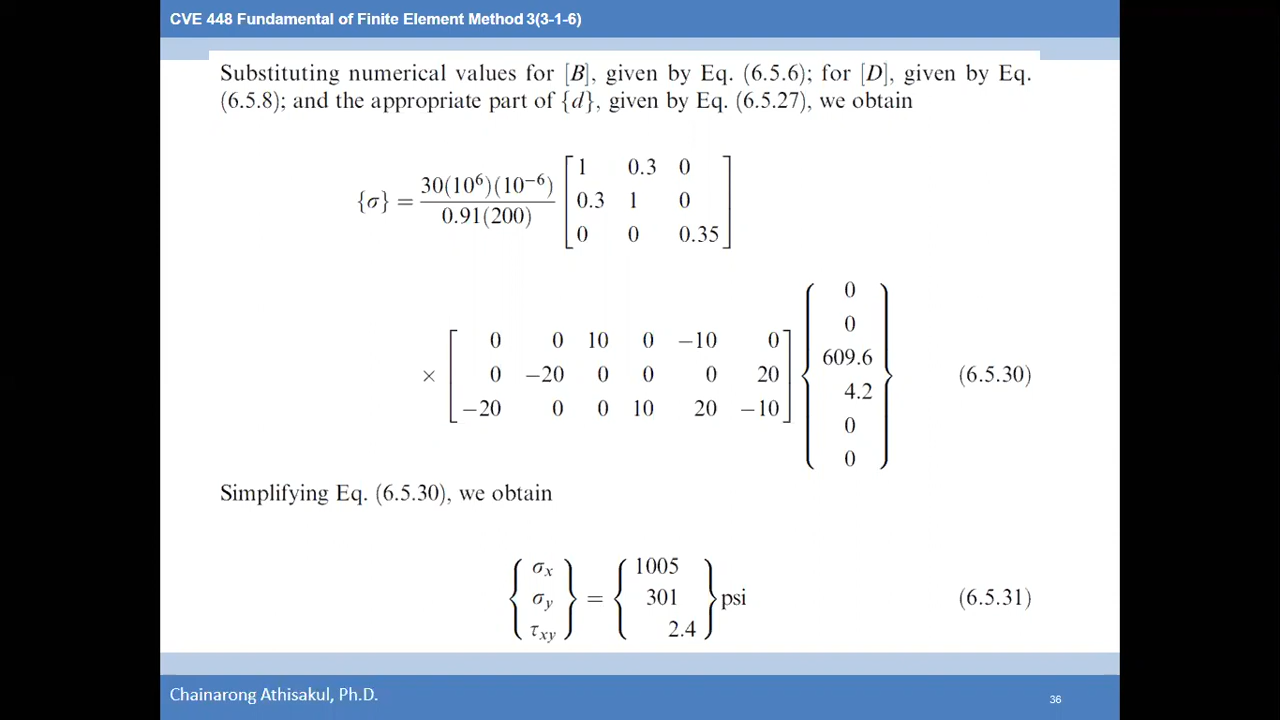 CVE 448 Fundamental of Finite Element Method 3(3-1-6)
Substituting numerical values for [B], given by Eq. (6.5.6); for [D], given by Eq.
(6.5.8); and the appropriate part of {d}, given by Eq. (6.5.27), we obtain
{σ} = 30(10⁶)(10⁻⁶) / 0.91(200) [1 0.3 0
0.3 1 0
0 0 0.35]
× [0 0 10 0 −10 0
0 −20 0 0 0 20
−20 0 0 10 20 −10] {0
0
609.6
4.2
0
0} (6.5.30)
Simplifying Eq. (6.5.30), we obtain
{σx
σy
τxy} = {1005
301
2.4} psi (6.5.31)
Chainarong Athisakul, Ph.D.
36